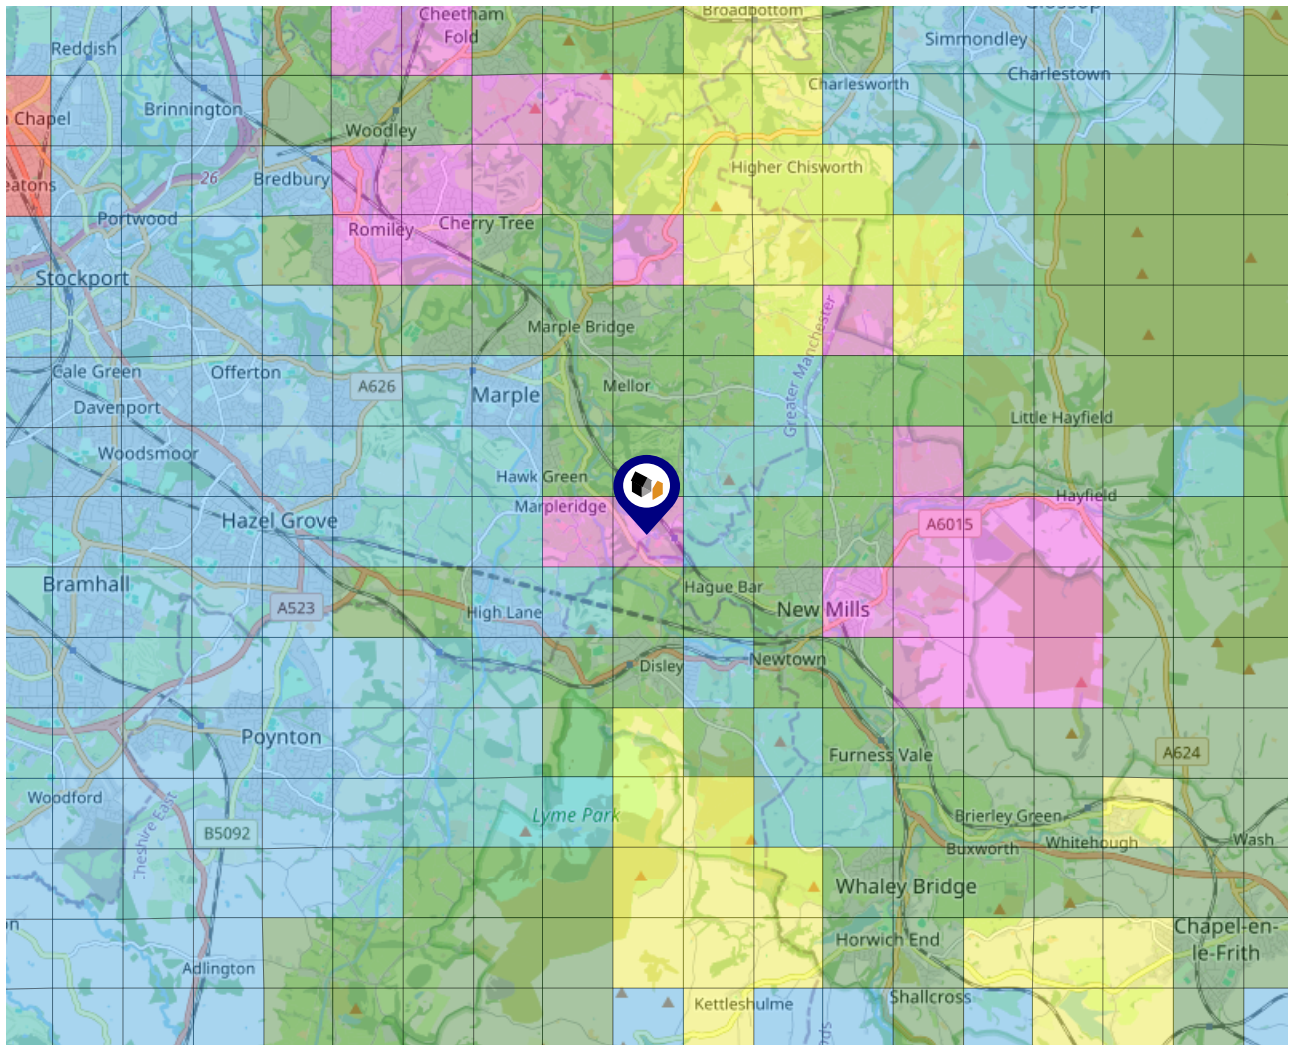 Cheetham
Fold
Broadbottom
Glossop
Reddish
Simmondley
Charlestown
Charlesworth
Brinnington
Chapel
Woodley
Higher Chisworth
26
Bredbury
eatons
Portwood
Cherry Tree
Romiley
Stockport
Greater Manchester
Marple Bridge
Cale Green
Offerton
A626
Mellor
Marple
Davenport
Little Hayfield
Woodsmoor
Hawk Green
Hayfield
Marpleridge
Hazel Grove
A6015
Bramhall
Hague Bar
A523
High Lane
New Mills
Disley
Newtown
Poynton
Furness Vale
A624
Woodford
Cheshire East
Lyme Park
Brierley Green
B5092
Buxworth
Whitehough
Wash
Whaley Bridge
on
Horwich End
Chapel-en-
le-Frith
Adlington
Kettleshulme
Shallcross
ds